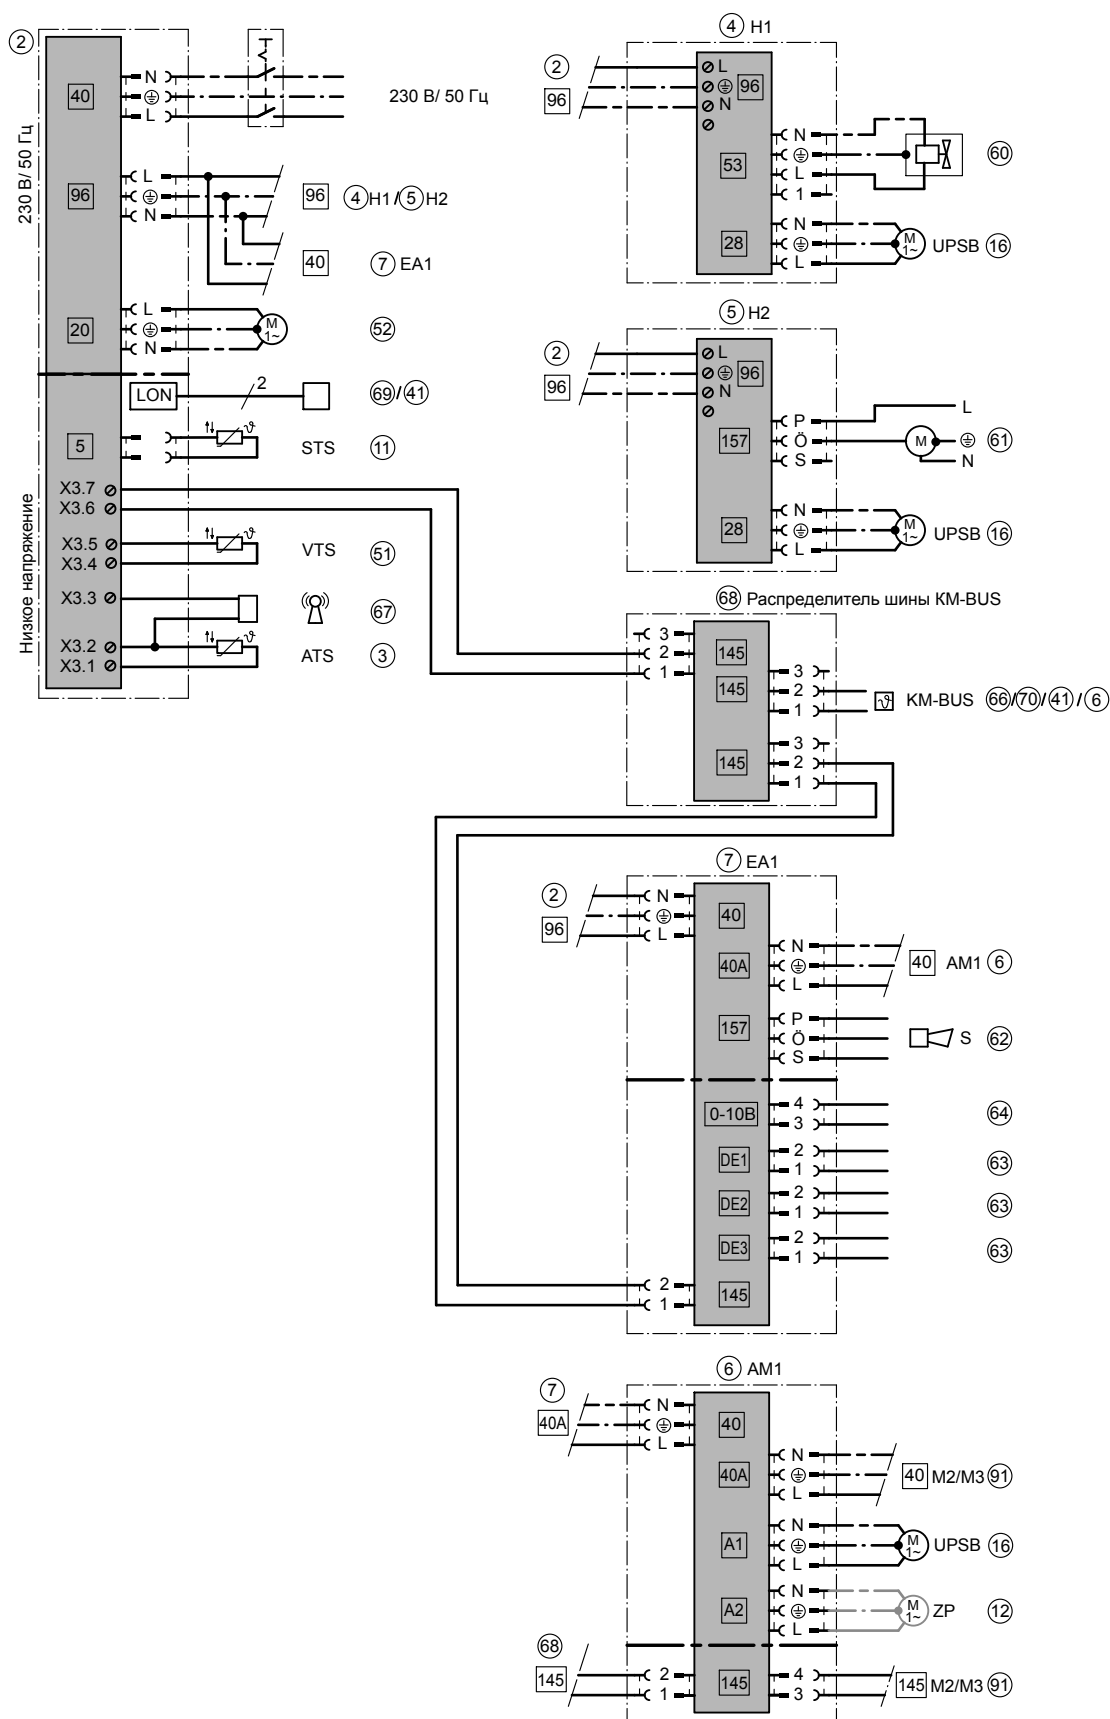 2
230 В/ 50 Гц
40
N
L
230 В/ 50 Гц
96
L
N
96 4 H1/ 5 H2
40 7 EA1
20
L
N
M
1~
52
Низкое напряжение
LON
2
69/41
5
ϑ
STS 11
X3.7
X3.6
X3.5
X3.4
ϑ
VTS 51
X3.3
67
X3.2
X3.1
ϑ
ATS 3
4 H1
2
96
L
N
96
53
N
L
1
60
28
N
L
M
1~
UPSB 16
5 H2
2
96
L
N
96
157
P
Ö
S
M
L
N
61
28
N
L
M
1~
UPSB 16
68 Распределитель шины KM-BUS
3
2
1
145
145
3
2
1
ϑ
KM-BUS 66/70/41/6
145
3
2
1
7 EA1
2
96
N
L
40
40A
N
L
40 AM1 6
157
P
Ö
S
S 62
0-10В
4
3
64
DE1
2
1
63
DE2
2
1
63
DE3
2
1
63
2
1
145
6 AM1
7
40A
N
L
40
40A
N
L
40 M2/M3 91
A1
N
L
M
1~
UPSB 16
A2
N
L
M
1~
ZP 12
68
145
2
1
145
4
3
145 M2/M3 91